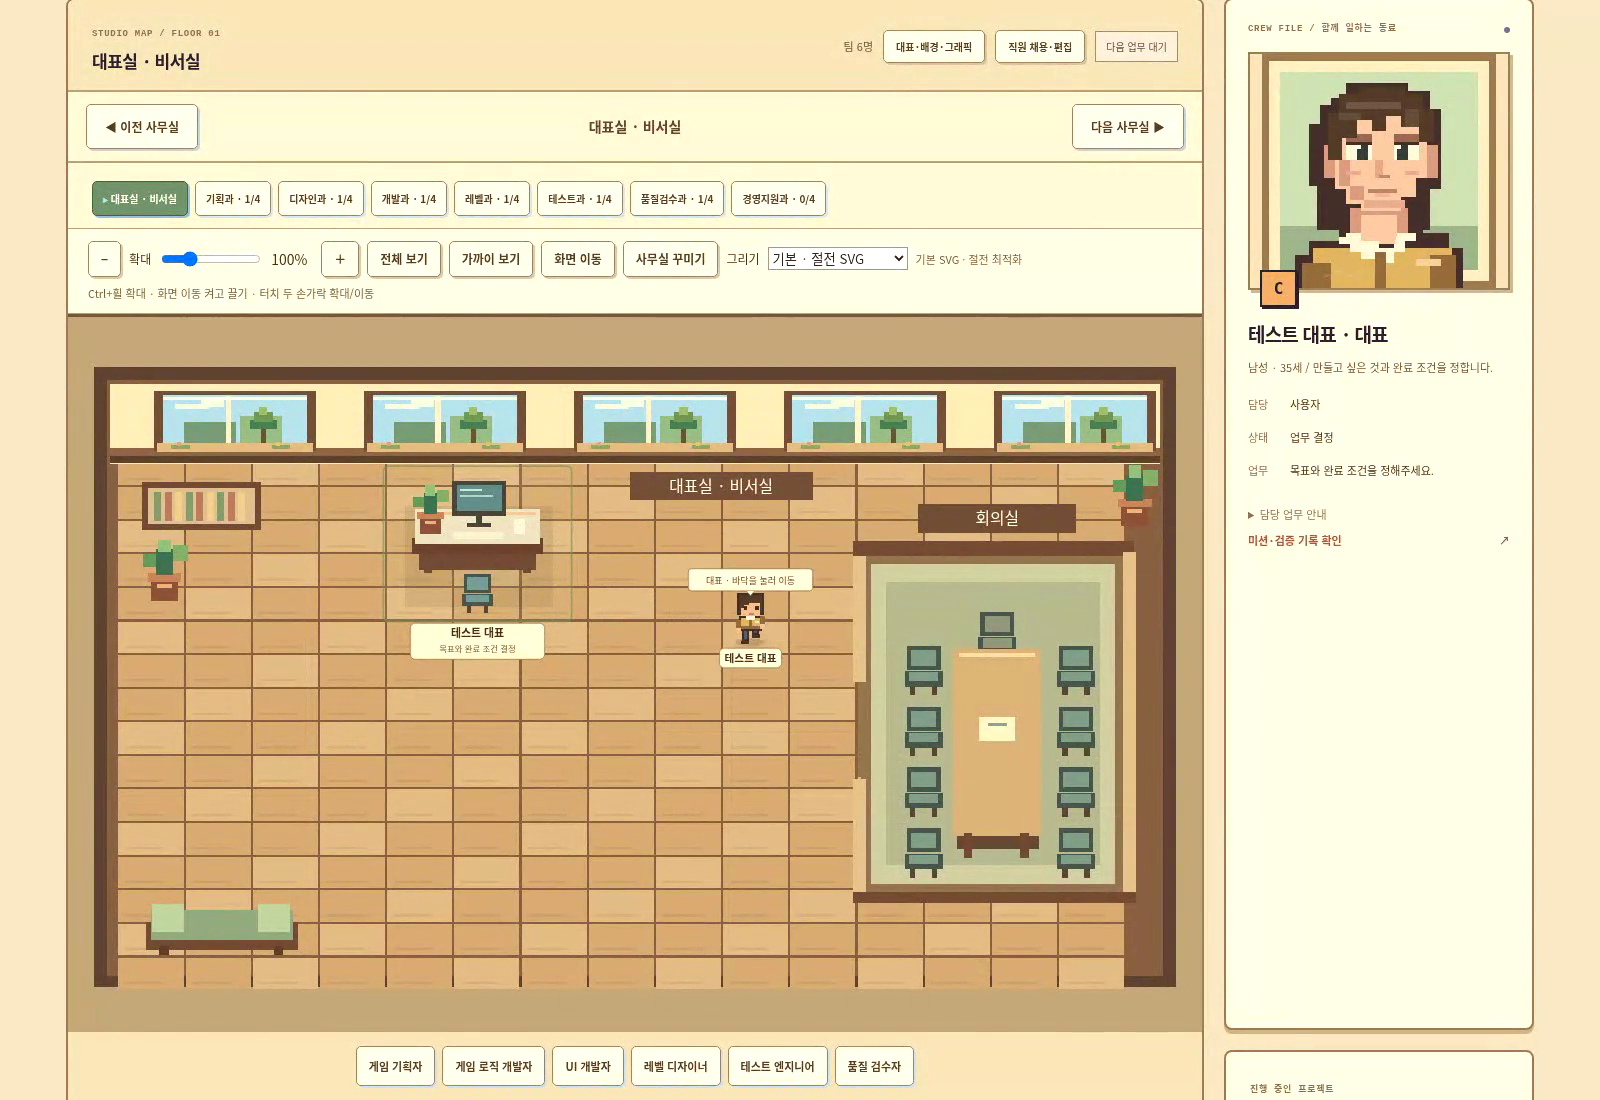 STUDIO MAP / FLOOR 01
대표실 · 비서실
팀 6명
대표·배경·그래픽
직원 채용·편집
다음 업무 대기
◀ 이전 사무실
대표실 · 비서실
다음 사무실 ▶
▸ 대표실 · 비서실
기획과 · 1/4
디자인과 · 1/4
개발과 · 1/4
레벨과 · 1/4
테스트과 · 1/4
품질검수과 · 1/4
경영지원과 · 0/4
−
확대
100%
+
전체 보기
가까이 보기
화면 이동
사무실 꾸미기
그리기
기본 · 절전 SVG
기본 SVG · 절전 최적화
Ctrl+휠 확대 · 화면 이동 켜고 끌기 · 터치 두 손가락 확대/이동
대표실 · 비서실
회의실
대표 · 바닥을 눌러 이동
테스트 대표
목표와 완료 조건 결정
테스트 대표
게임 기획자
게임 로직 개발자
UI 개발자
레벨 디자이너
테스트 엔지니어
품질 검수자
CREW FILE / 함께 일하는 동료
C
테스트 대표 · 대표
남성 · 35세 / 만들고 싶은 것과 완료 조건을 정합니다.
담당 사용자
상태 업무 결정
업무 목표와 완료 조건을 정해주세요.
▶ 담당 업무 안내
미션·검증 기록 확인 ↗
진행 중인 프로젝트